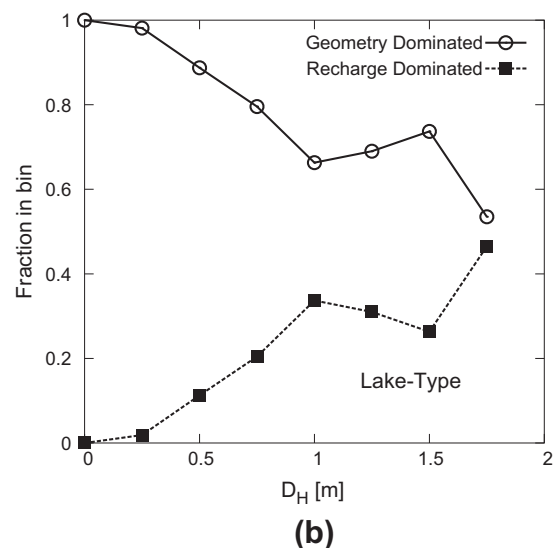 1
0.8
0.6
0.4
0.2
0
Fraction in bin
Geometry Dominated
Recharge Dominated
Lake-Type
0 0.5 1 1.5 2
D_H [m]
(b)